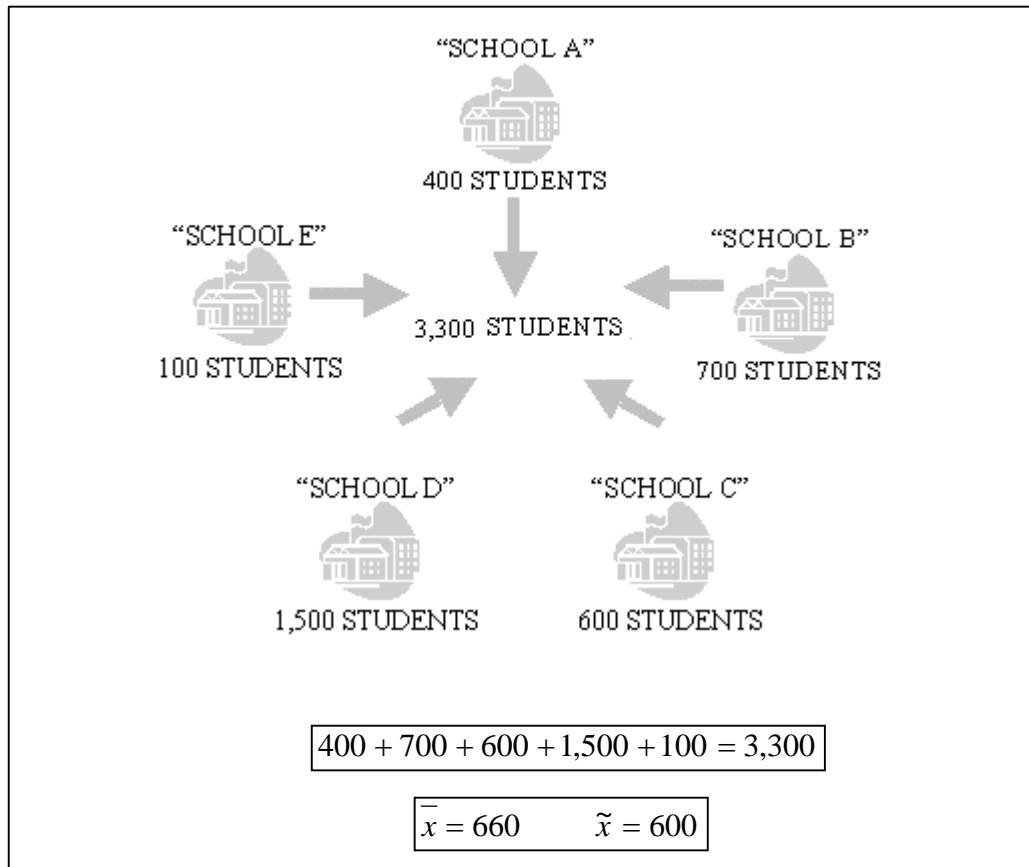 “SCHOOL A”
400 STUDENTS
“SCHOOL E”
“SCHOOL B”
3,300 STUDENTS
100 STUDENTS
700 STUDENTS
“SCHOOL D”
“SCHOOL C”
1,500 STUDENTS
600 STUDENTS
400 + 700 + 600 + 1,500 + 100 = 3,300
x̄ = 660 x̃ = 600